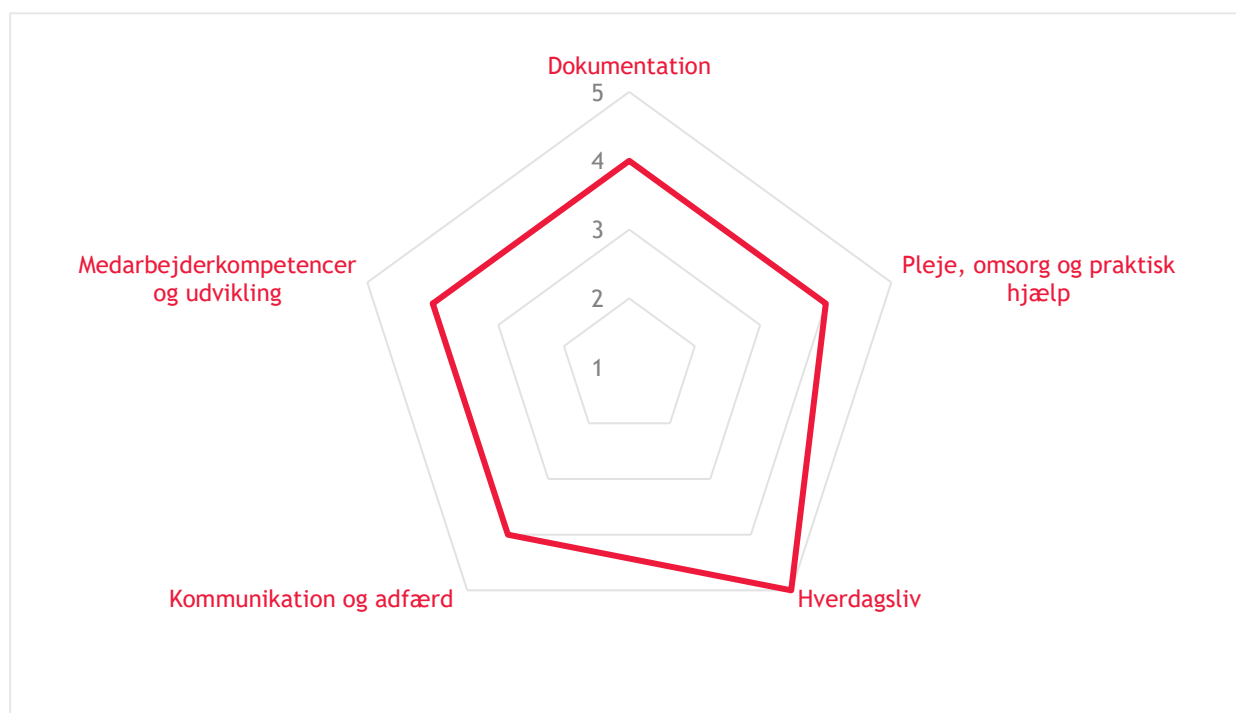 Dokumentation
5
4
3
2
1
Pleje, omsorg og praktisk
hjælp
Hverdagsliv
Kommunikation og adfærd
Medarbejderkompetencer
og udvikling